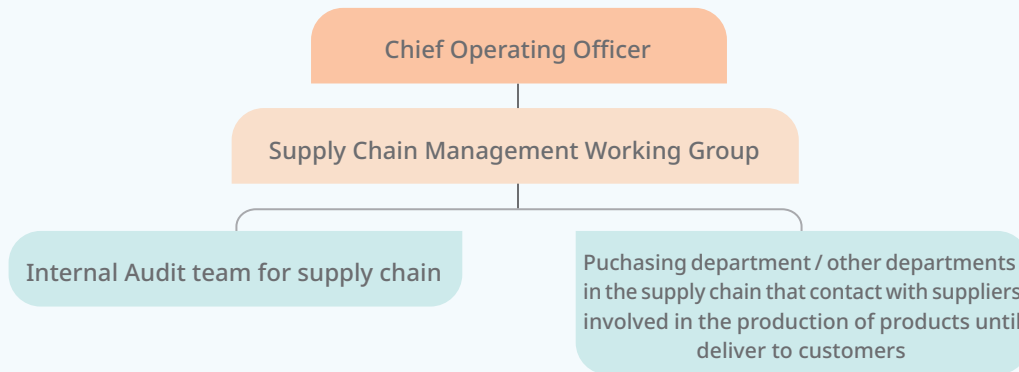 Chief Operating Officer
Supply Chain Management Working Group
Internal Audit team for supply chain
Puchasing department / other departments
in the supply chain that contact with suppliers
involved in the production of products until
deliver to customers